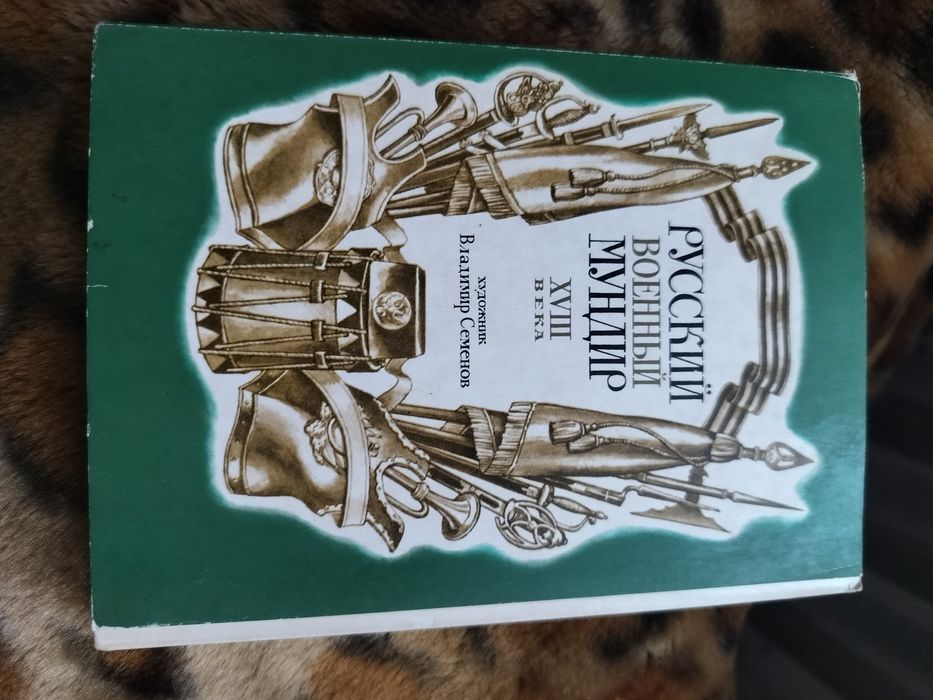 РУССКИЙ
ВОЕННЫЙ
МУНДИР
XVIII
ВЕКА
художник
Владимир Семенов